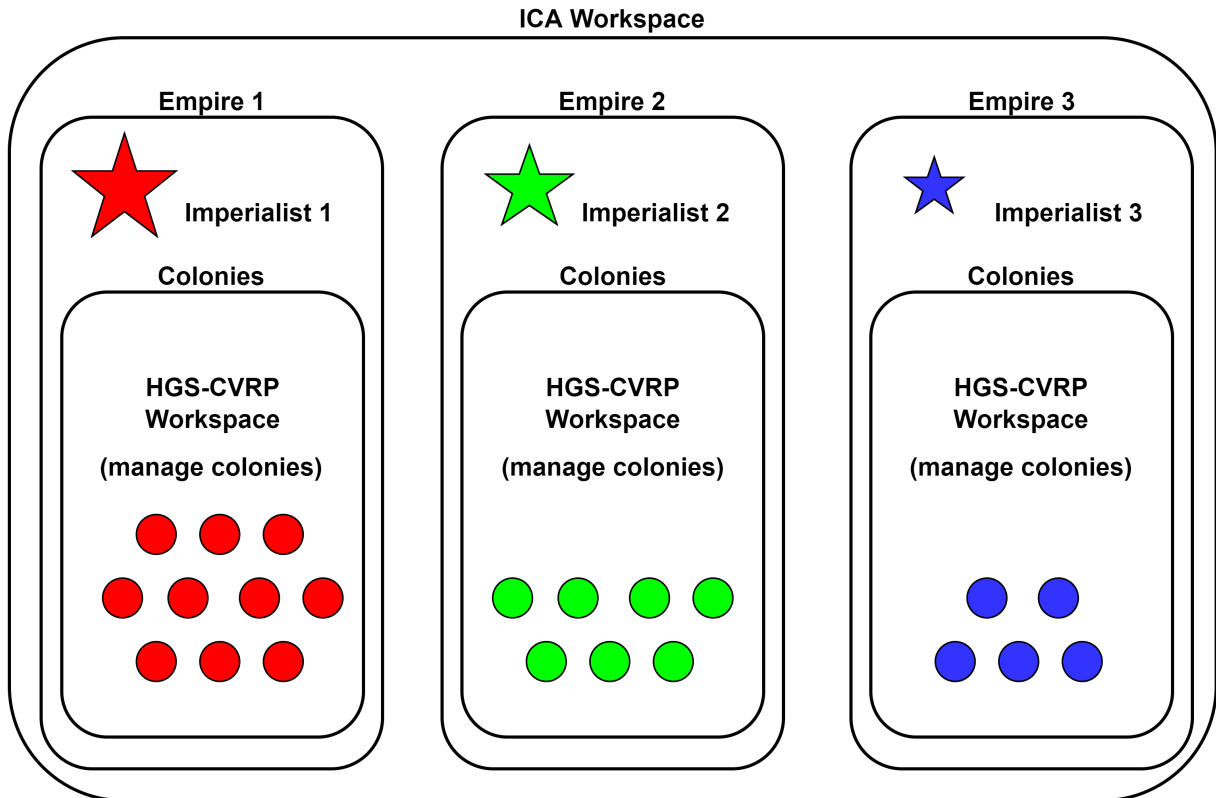 ICA Workspace
Empire 1
Imperialist 1
Colonies
HGS-CVRP
Workspace
(manage colonies)
Empire 2
Imperialist 2
Colonies
HGS-CVRP
Workspace
(manage colonies)
Empire 3
Imperialist 3
Colonies
HGS-CVRP
Workspace
(manage colonies)